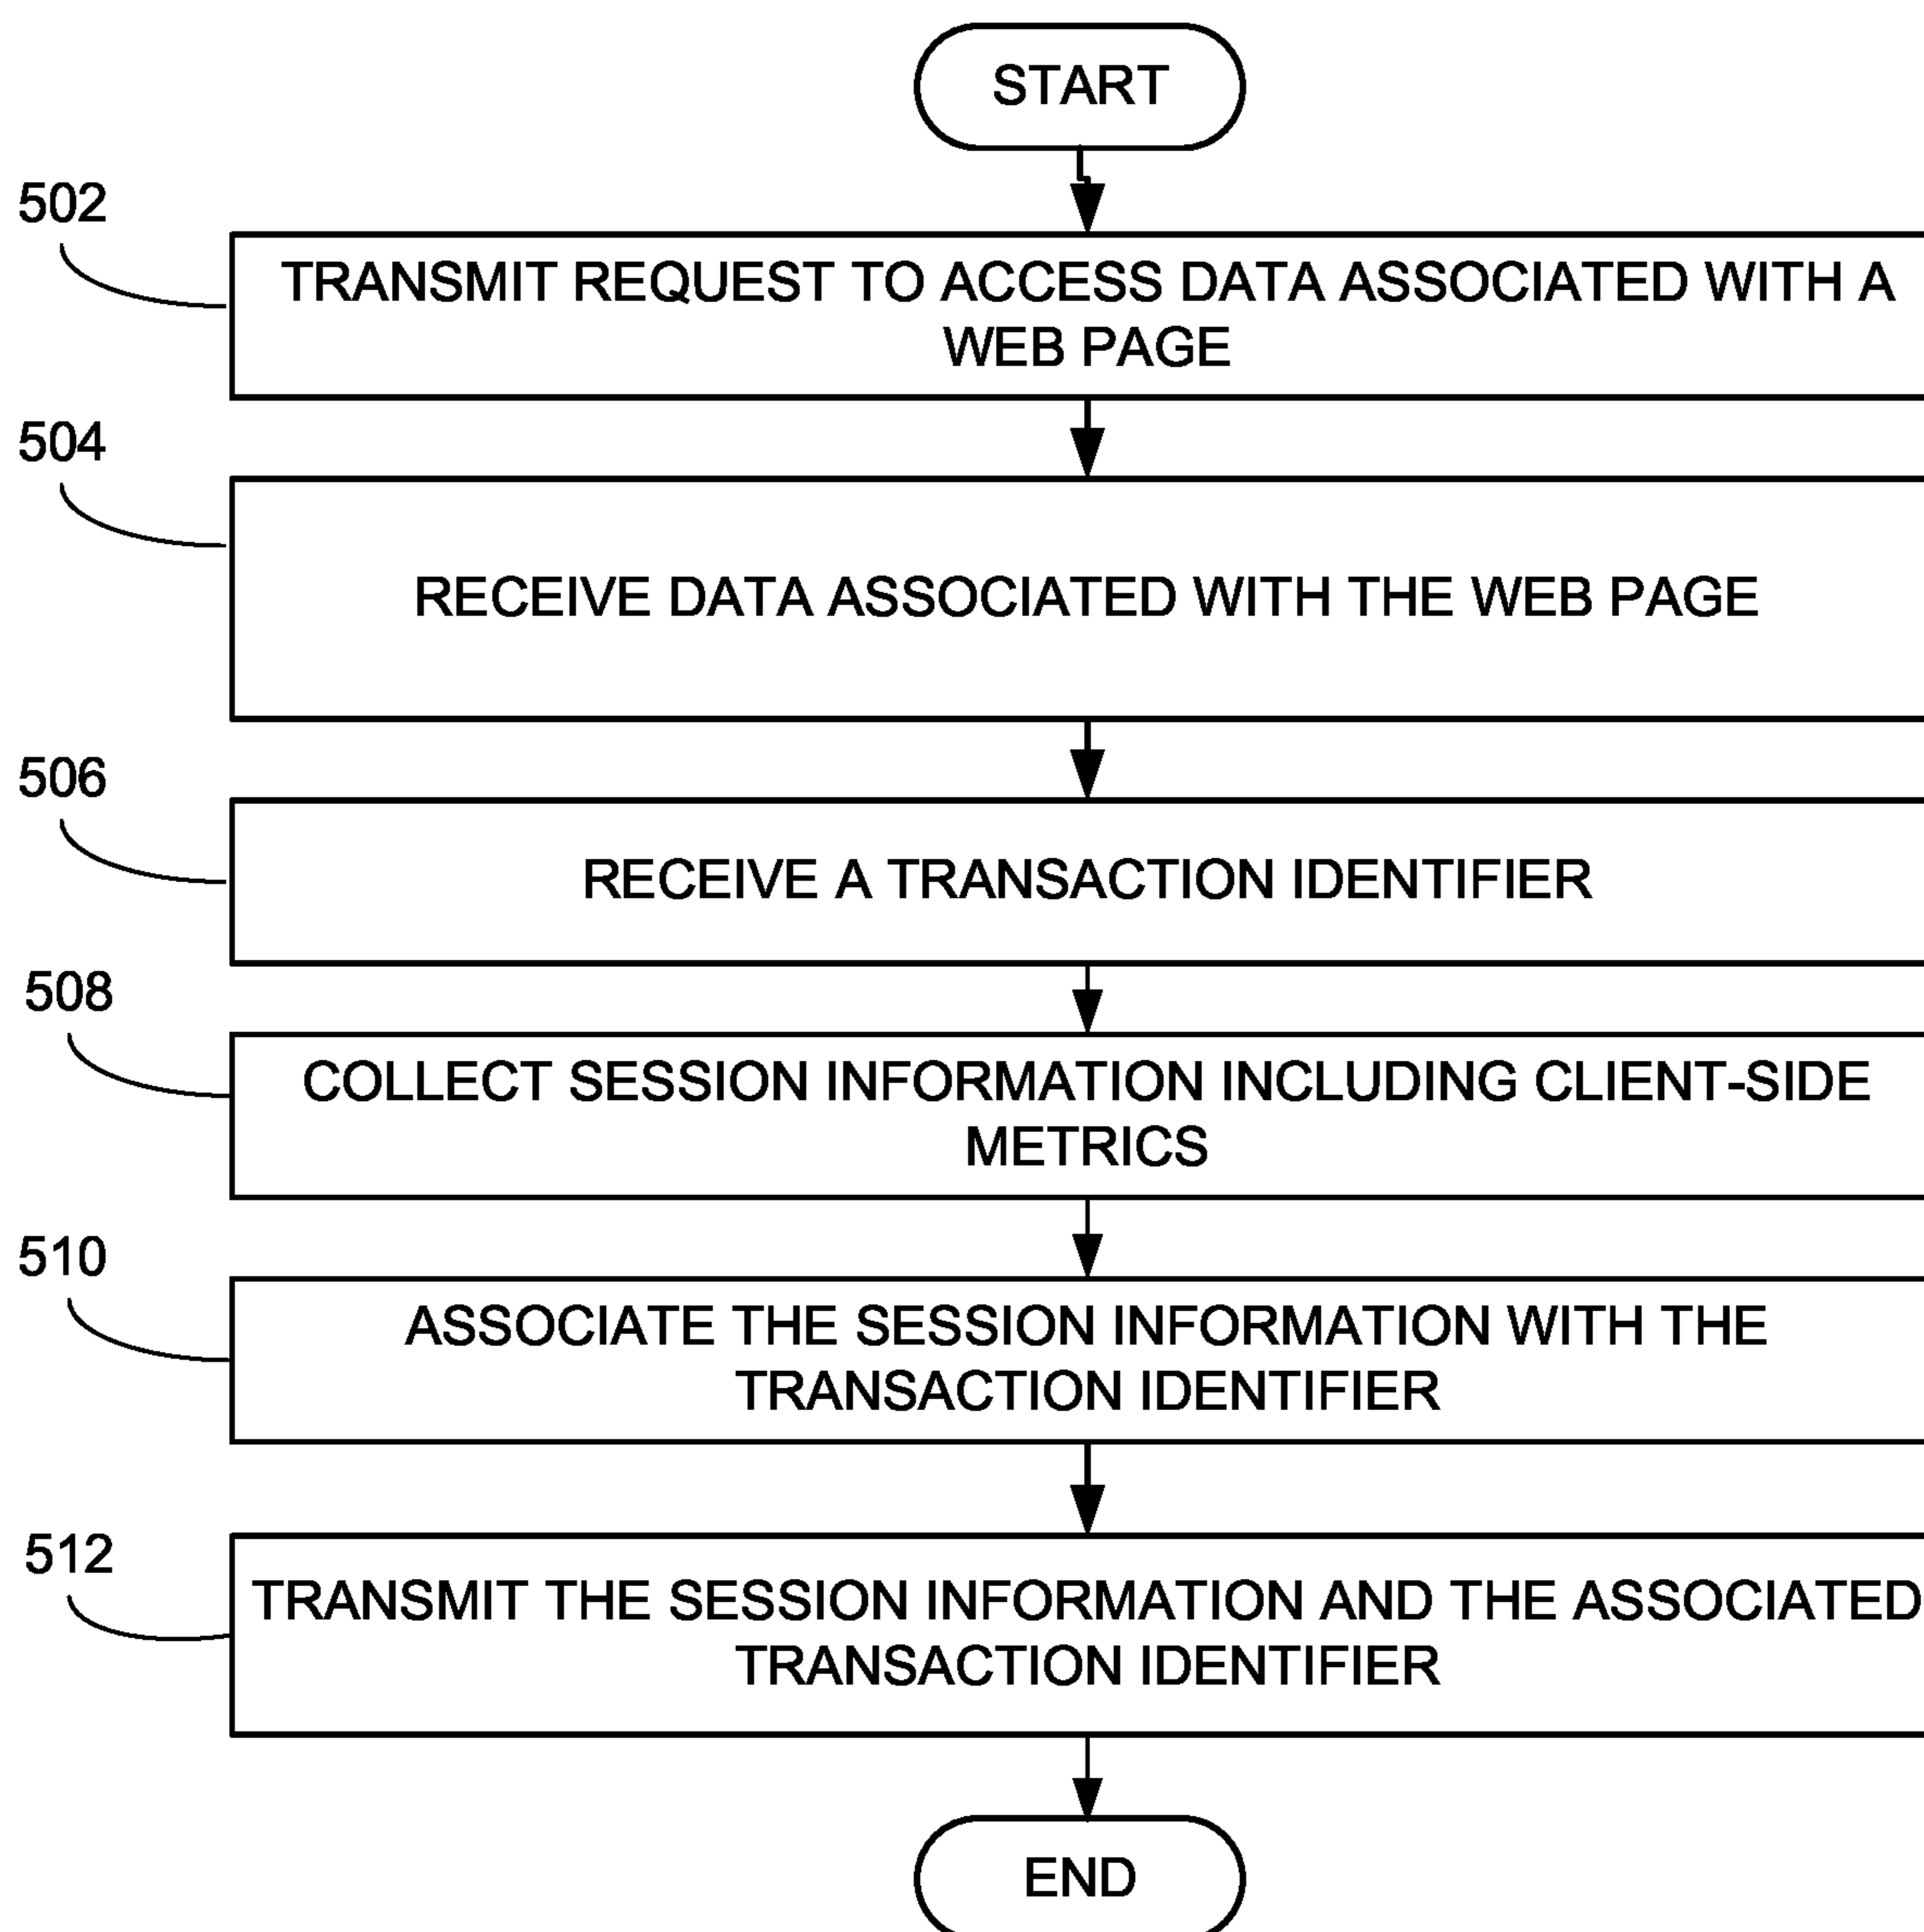 START
502
TRANSMIT REQUEST TO ACCESS DATA ASSOCIATED WITH A
WEB PAGE
504
RECEIVE DATA ASSOCIATED WITH THE WEB PAGE
506
RECEIVE A TRANSACTION IDENTIFIER
508
COLLECT SESSION INFORMATION INCLUDING CLIENT-SIDE
METRICS
510
ASSOCIATE THE SESSION INFORMATION WITH THE
TRANSACTION IDENTIFIER
512
TRANSMIT THE SESSION INFORMATION AND THE ASSOCIATED
TRANSACTION IDENTIFIER
END